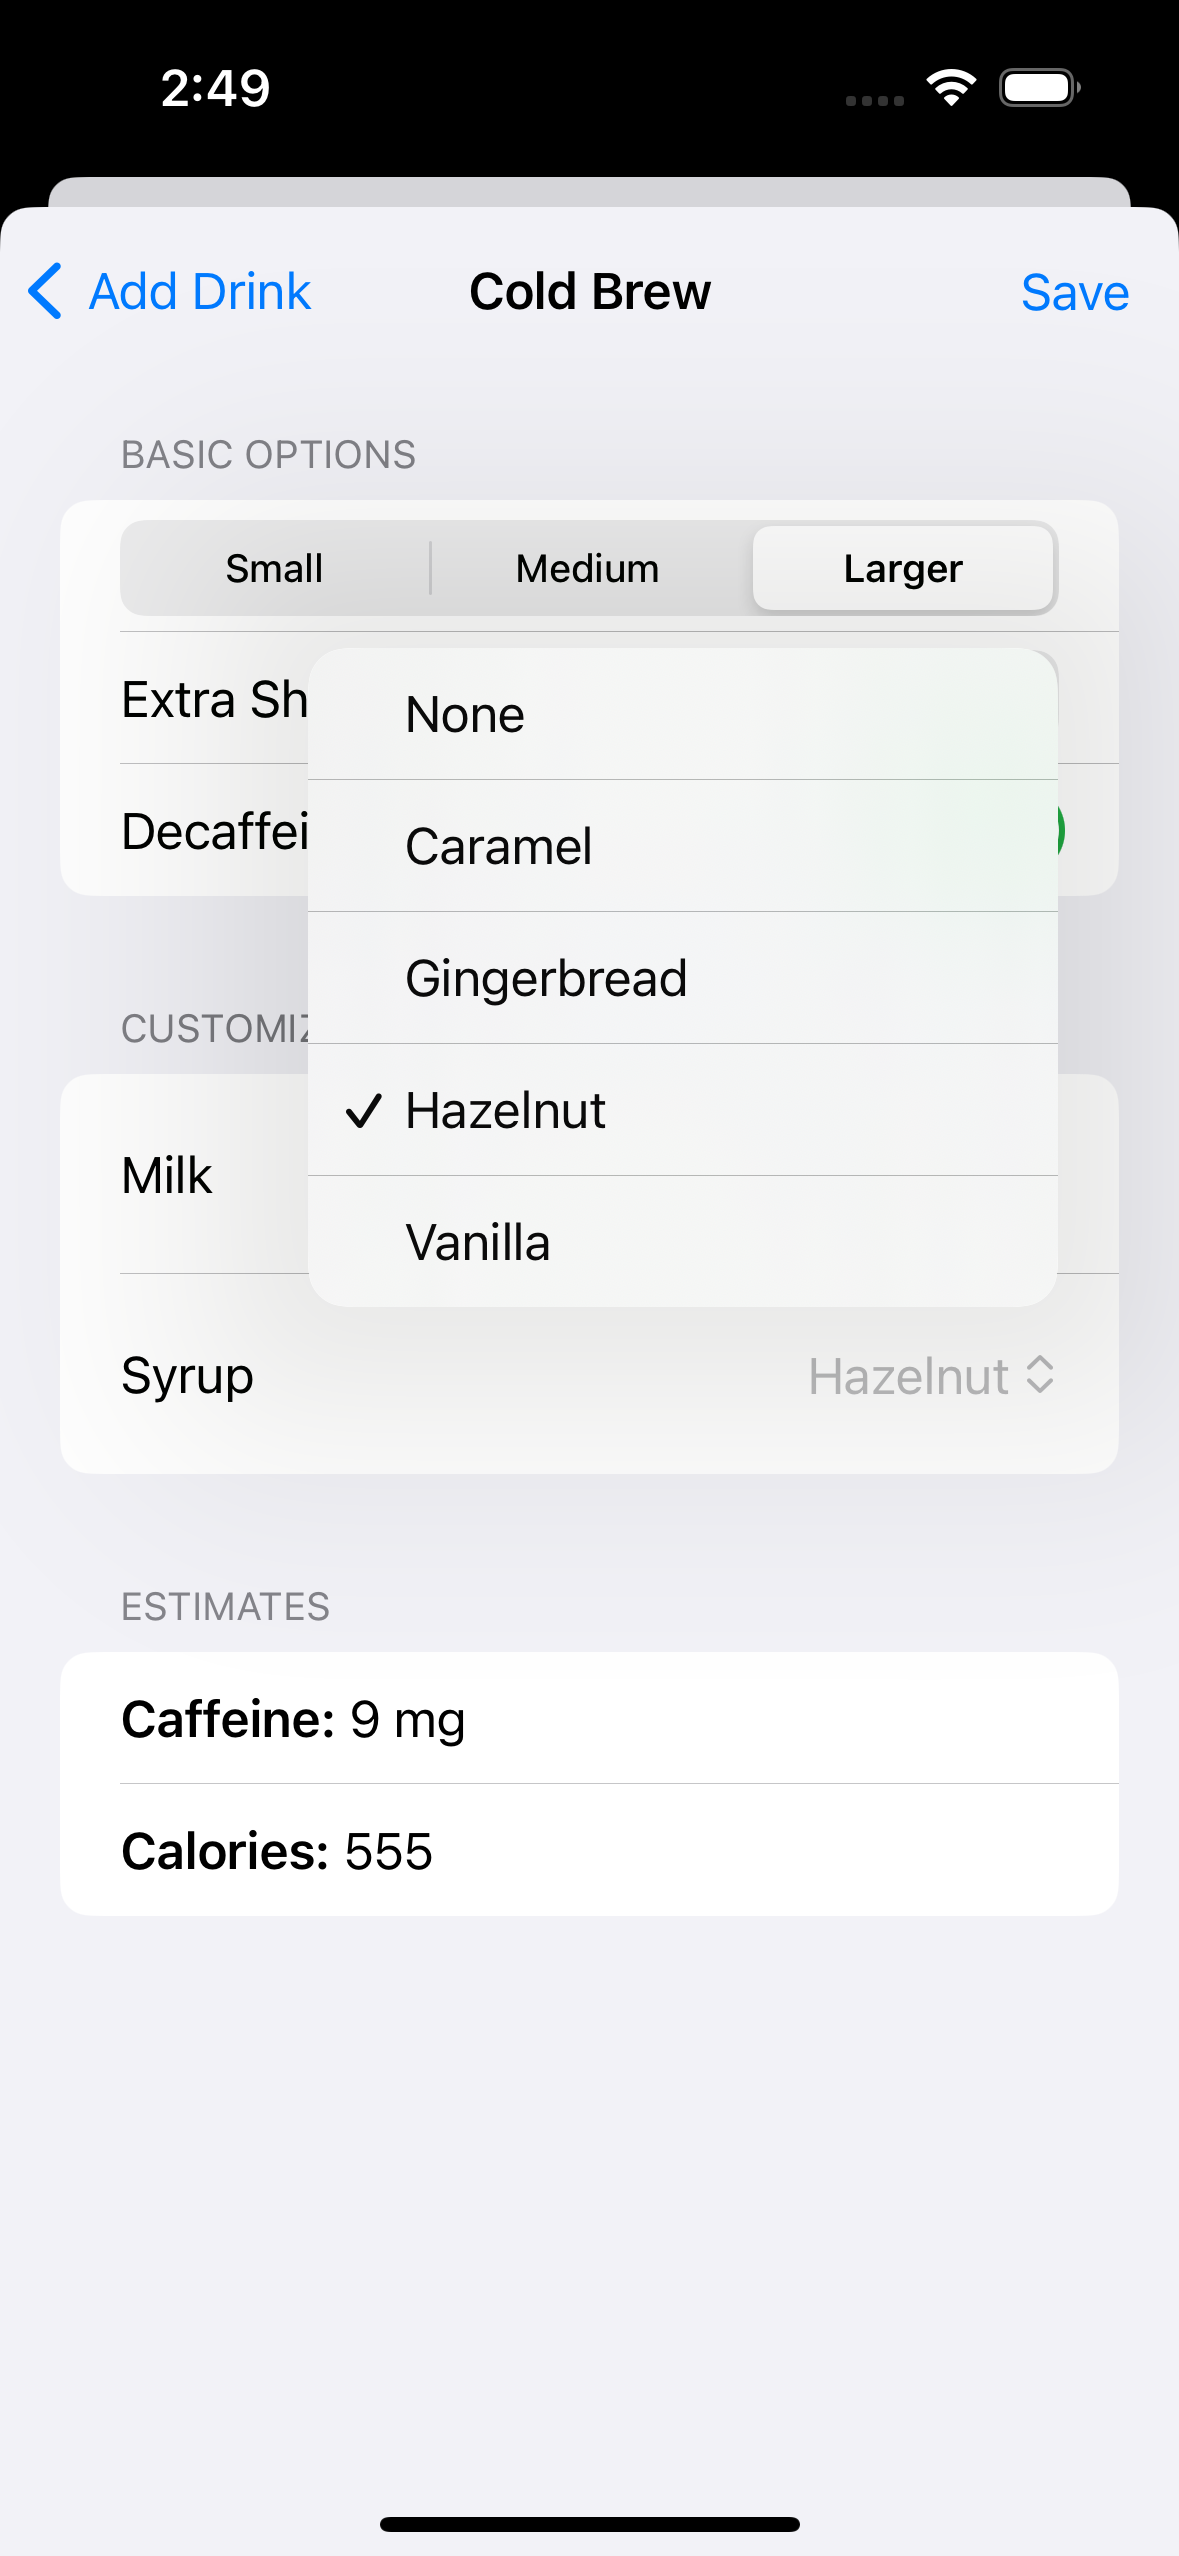 2:49
Add Drink Cold Brew Save
BASIC OPTIONS
Small Medium Larger
Extra Sh
Decaffei
None
Caramel
Gingerbread
Hazelnut
Vanilla
CUSTOMIZ
Milk
Syrup Hazelnut
ESTIMATES
Caffeine: 9 mg
Calories: 555